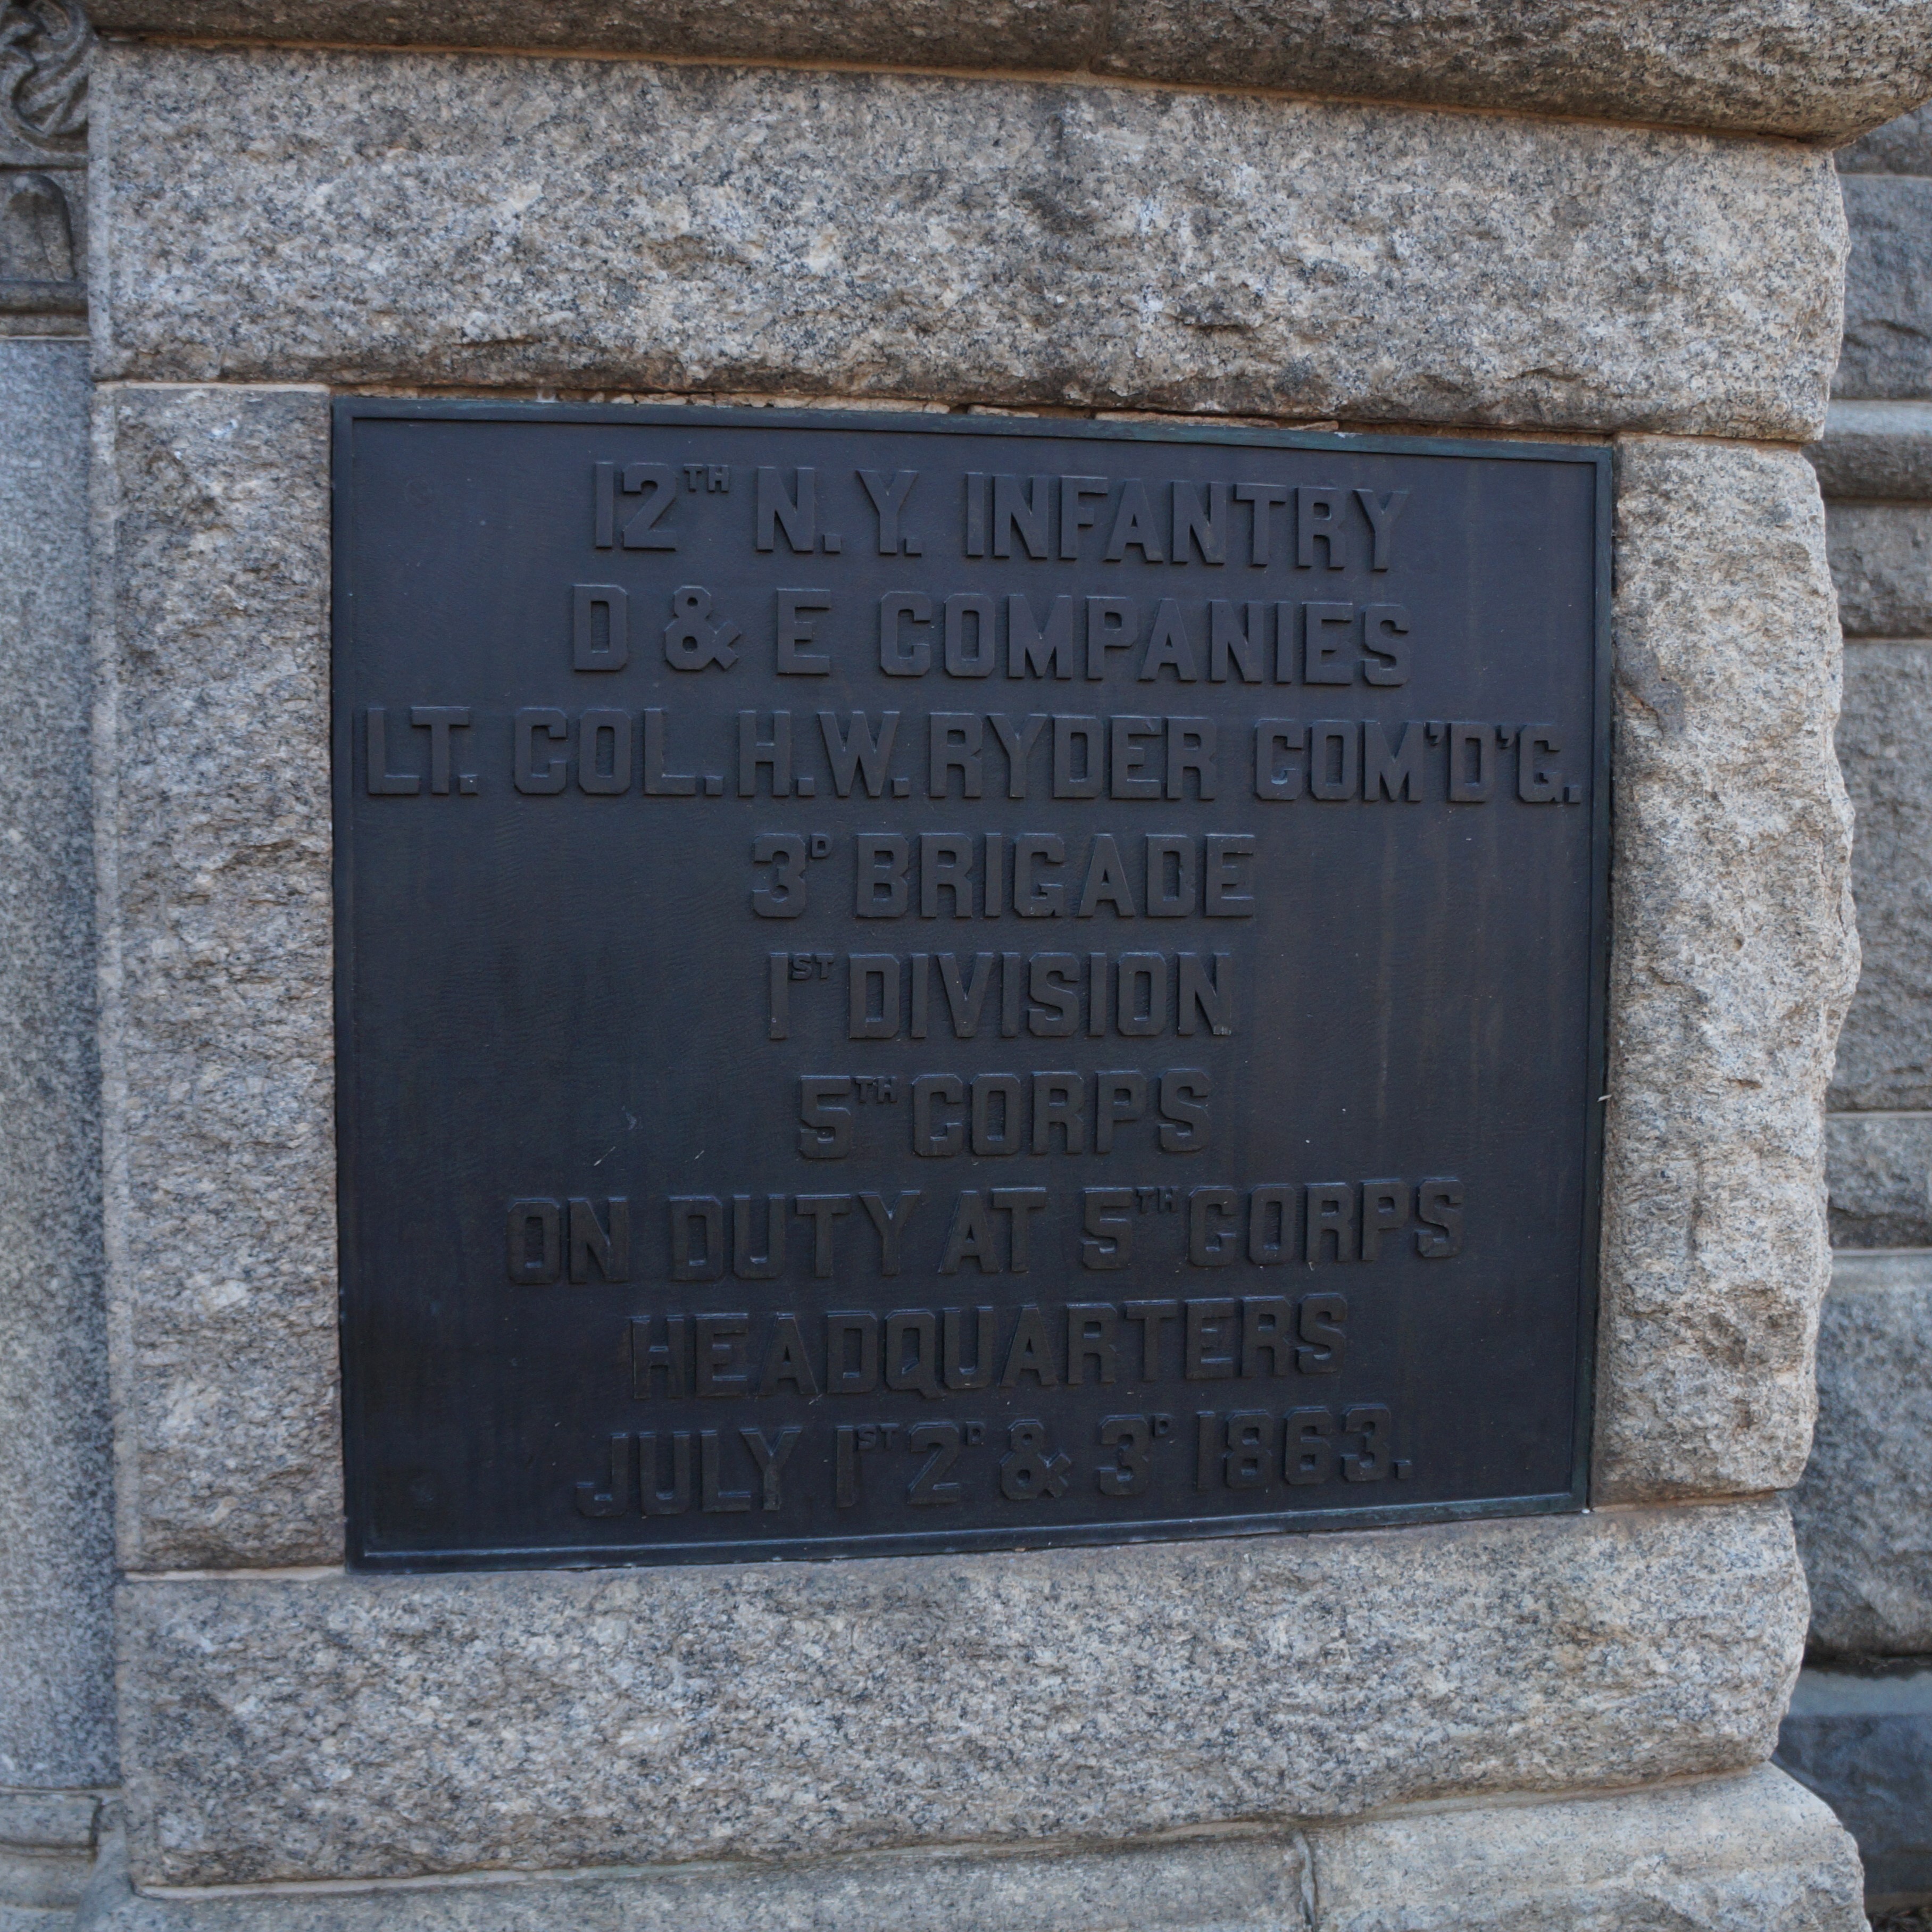 12TH N.Y. INFANTRY
D & E COMPANIES
LT. COL. H.W. RYDER COM'D'G.
3D BRIGADE
1ST DIVISION
5TH CORPS
ON DUTY AT 5TH CORPS
HEADQUARTERS
JULY 1ST 2D & 3D 1863.